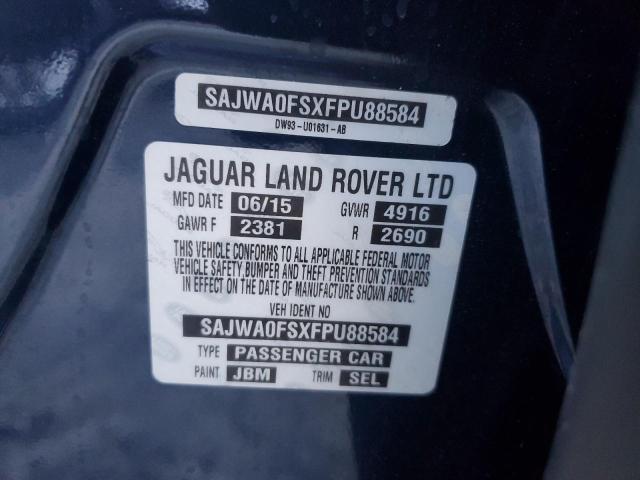 SAJWA0FSXFPU88584
DW93-U01631-AB
JAGUAR LAND ROVER LTD
MFD DATE 06/15 GVWR 4916
GAWR F 2381 R 2690
THIS VEHICLE CONFORMS TO ALL APPLICABLE FEDERAL MOTOR
VEHICLE SAFETY,BUMPER AND THEFT PREVENTION STANDARDS
IN EFFECT ON THE DATE OF MANUFACTURE SHOWN ABOVE.
VEH IDENT NO
SAJWA0FSXFPU88584
TYPE PASSENGER CAR
PAINT JBM TRIM SEL